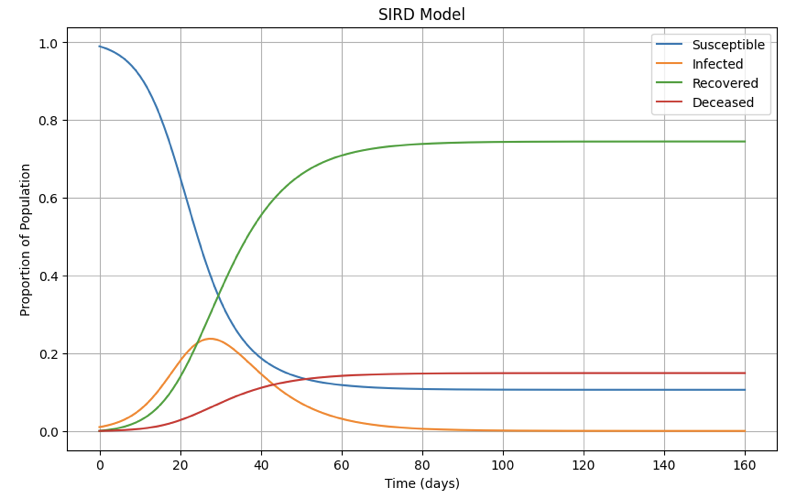 SIRD Model
Susceptible
Infected
Recovered
Deceased
Proportion of Population
1.0
0.8
0.6
0.4
0.2
0.0
0 20 40 60 80 100 120 140 160
Time (days)